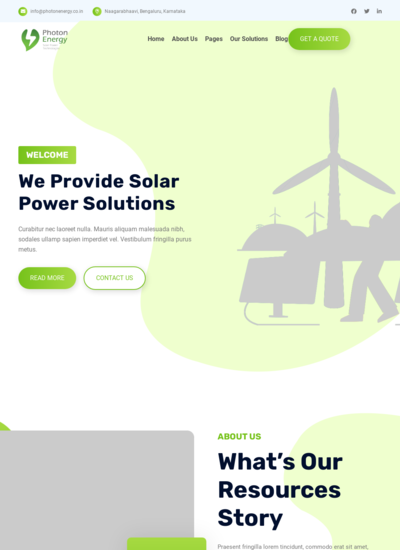 info@photonenergy.co.in
Naagarabhaavi, Bengaluru, Karnataka
Photon
Energy
Home
About Us
Pages
Our Solutions
Blog
GET A QUOTE
WELCOME
We Provide Solar
Power Solutions
Curabitur nec laoreet nulla. Mauris aliquam malesuada nibh,
sodales ullamp sapien imperdiet vel. Vestibulum fringilla purus
metus.
READ MORE
CONTACT US
ABOUT US
What's Our
Resources
Story
Praesent fringilla lorem tincidunt, commodo erat sit amet,